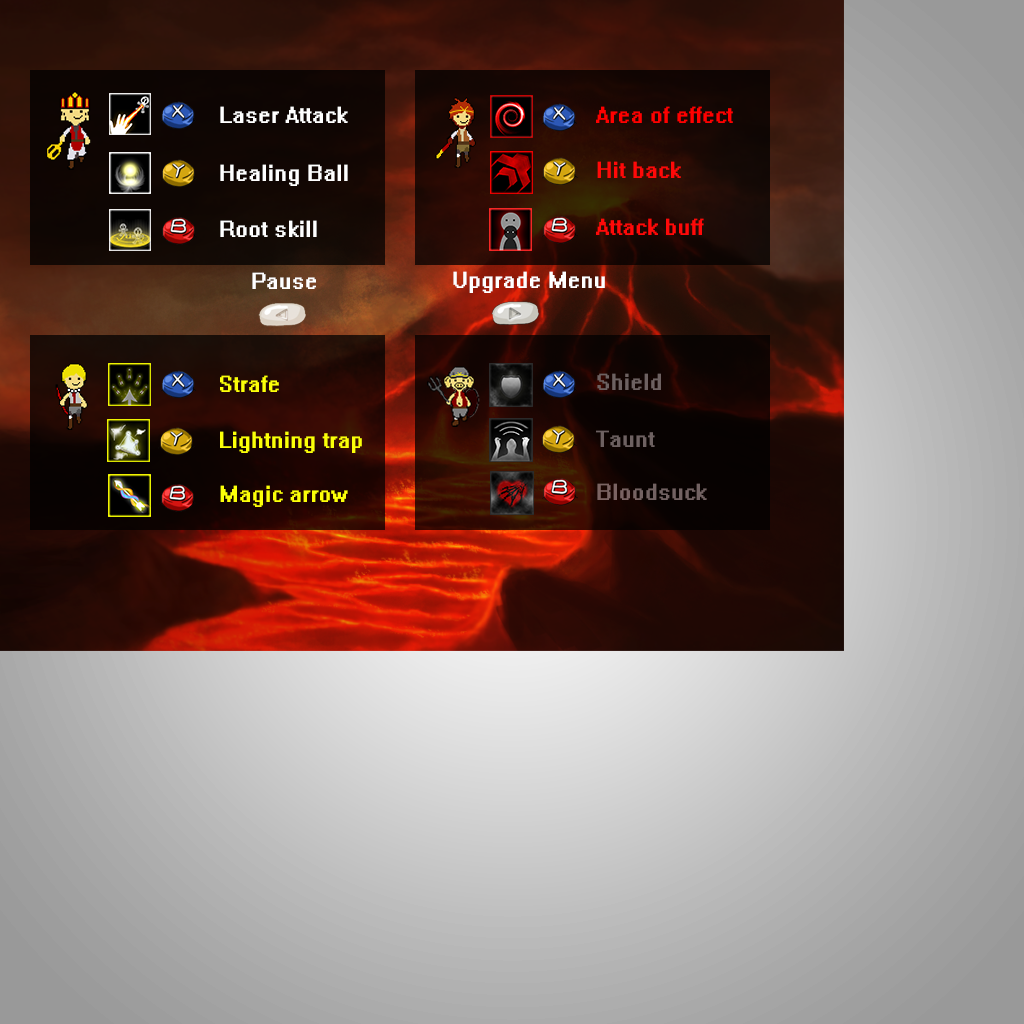 X Laser Attack
Y Healing Ball
B Root skill
X Area of effect
Y Hit back
B Attack buff
Pause
Upgrade Menu
X Strafe
Y Lightning trap
B Magic arrow
X Shield
Y Taunt
B Bloodsuck